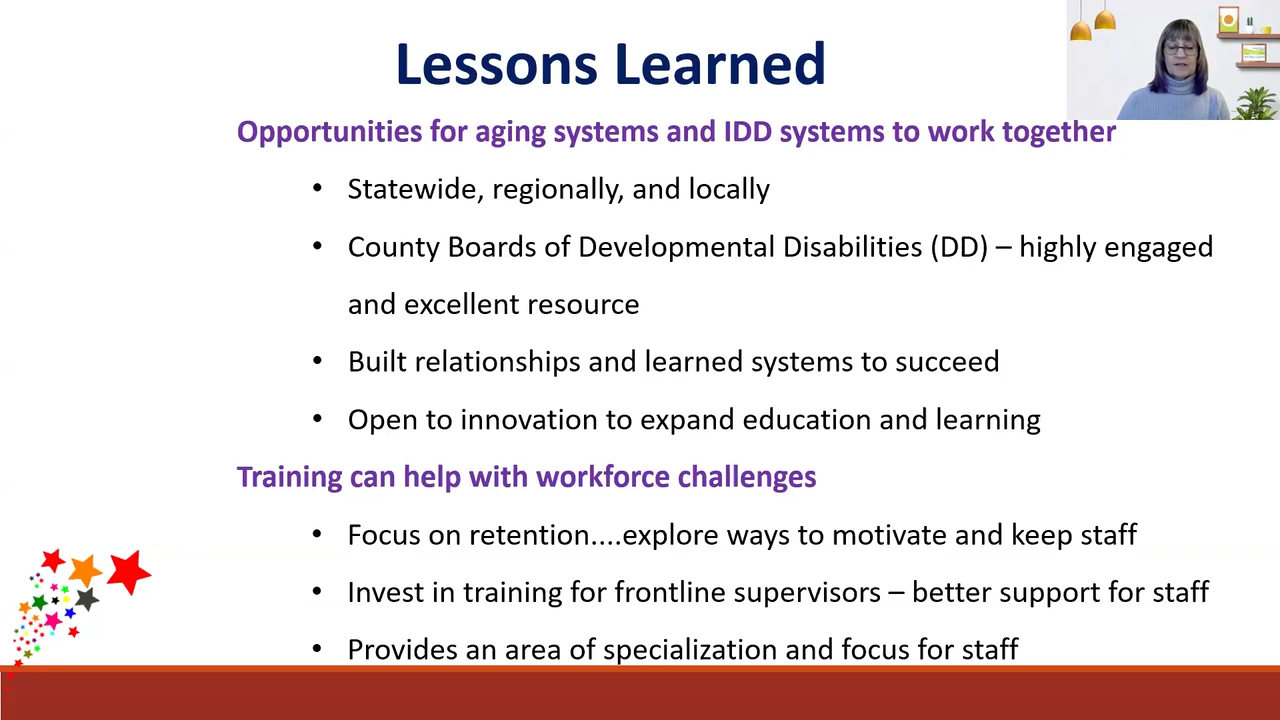 Lessons Learned
Opportunities for aging systems and IDD systems to work together
• Statewide, regionally, and locally
• County Boards of Developmental Disabilities (DD) – highly engaged
and excellent resource
• Built relationships and learned systems to succeed
• Open to innovation to expand education and learning
Training can help with workforce challenges
• Focus on retention....explore ways to motivate and keep staff
• Invest in training for frontline supervisors – better support for staff
• Provides an area of specialization and focus for staff